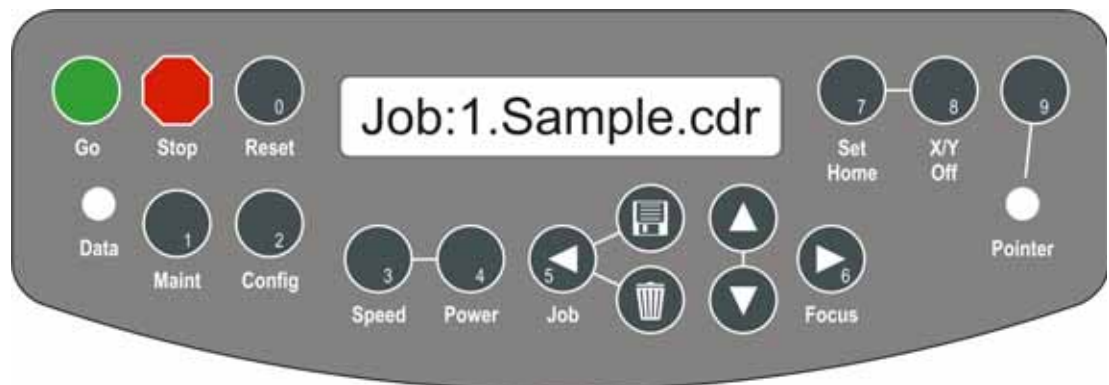 Job:1.Sample.cdr
0
7
8
9
Go
Stop
Reset
Set
Home
X/Y
Off
1
2
Data
Maint
Config
Pointer
3
4
5
6
Speed
Power
Job
Focus